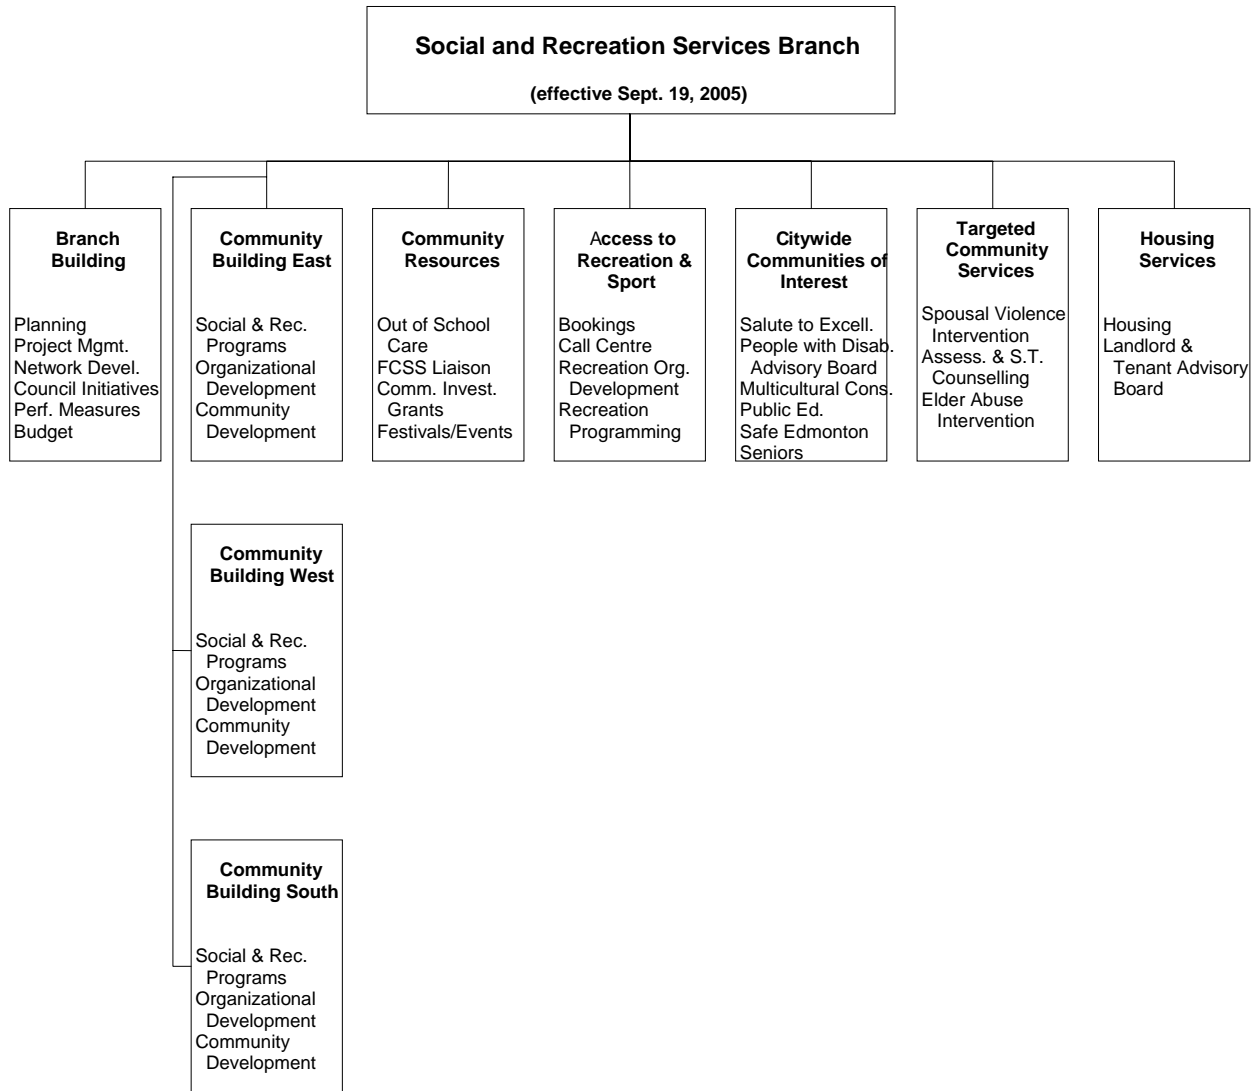 Social and Recreation Services Branch
(effective Sept. 19, 2005)
Branch
Building
Planning
Project Mgmt.
Network Devel.
Council Initiatives
Perf. Measures
Budget
Community
Building East
Social & Rec.
Programs
Organizational
Development
Community
Development
Community
Resources
Out of School
Care
FCSS Liaison
Comm. Invest.
Grants
Festivals/Events
Access to
Recreation &
Sport
Bookings
Call Centre
Recreation Org.
Development
Recreation
Programming
Citywide
Communities of
Interest
Salute to Excell.
People with Disab.
Advisory Board
Multicultural Cons.
Public Ed.
Safe Edmonton
Seniors
Targeted
Community
Services
Spousal Violence
Intervention
Assess. & S.T.
Counselling
Elder Abuse
Intervention
Housing
Services
Housing
Landlord &
Tenant Advisory
Board
Community
Building West
Social & Rec.
Programs
Organizational
Development
Community
Development
Community
Building South
Social & Rec.
Programs
Organizational
Development
Community
Development